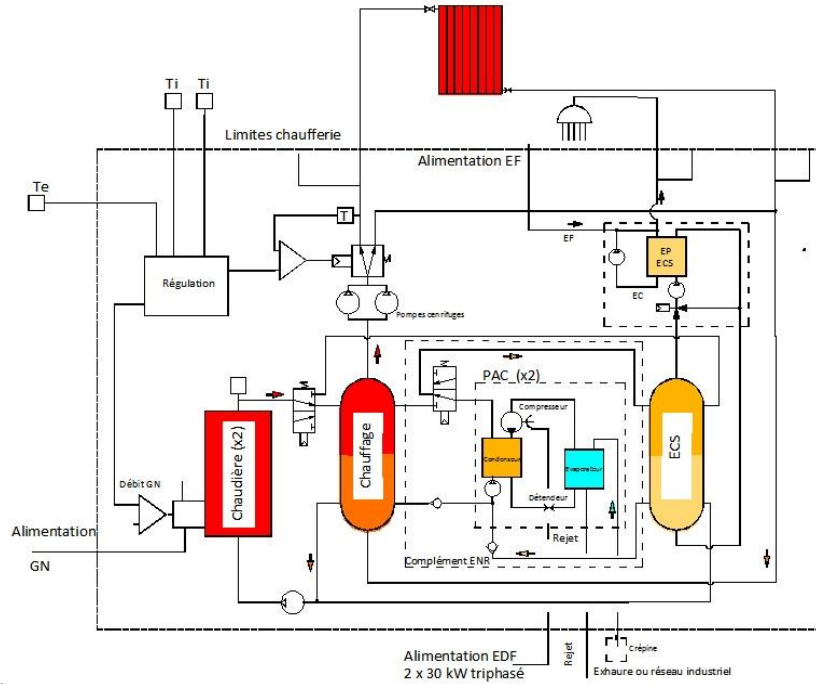 Ti Ti
Limites chaufferie
Alimentation EF
Te
T
EF
EP
ECS
Régulation
M
EC
Pompes cenrifuges
M
PAC (x2)
M
Compresseur
Chaudière (x2)
Chauffage
Condenseur
Evaporateur
ECS
Débit GN
Détendeur
Alimentation
GN
Rejet
Complément ENR
Alimentation EDF
2 x 30 kW triphasé
Rejet
Crépine
Exhaure ou réseau industriel